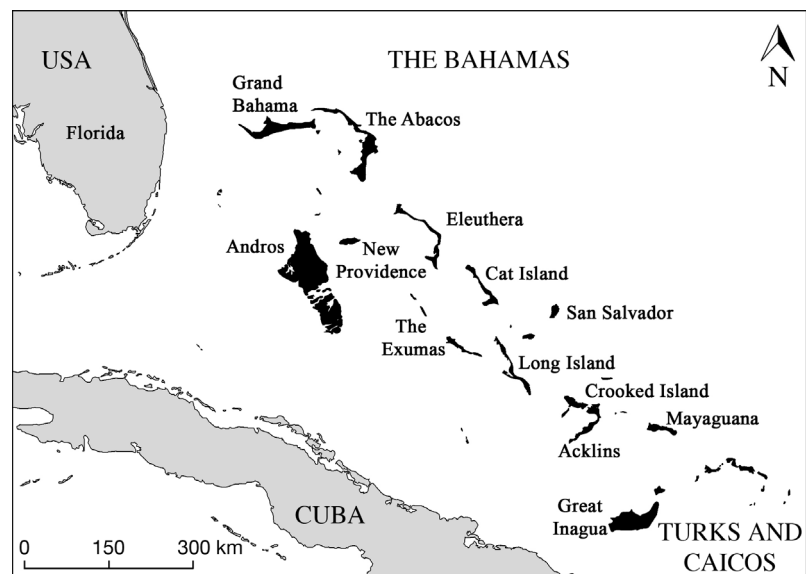 USA
THE BAHAMAS
N
Grand
Bahama
The Abacos
Florida
Eleuthera
Andros
New
Providence
Cat Island
San Salvador
The
Exumas
Long Island
Crooked Island
Mayaguana
Acklins
Great
Inagua
CUBA
TURKS AND
CAICOS
0 150 300 km